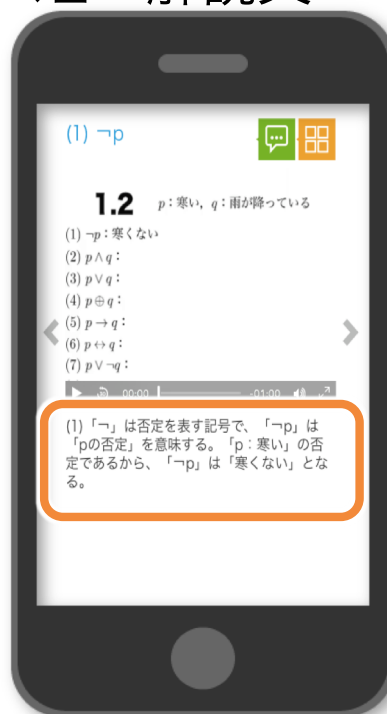 (1) ¬p
1.2 p：寒い，q：雨が降っている
(1) ¬p：寒くない
(2) p∧q：
(3) p∨q：
(4) p⊕q：
(5) p→q：
(6) p↔q：
(7) p∨¬q：
00:00 -01:00
(1)「¬」は否定を表す記号で、「¬p」は
「pの否定」を意味する。「p：寒い」の否
定であるから、「¬p」は「寒くない」とな
る。